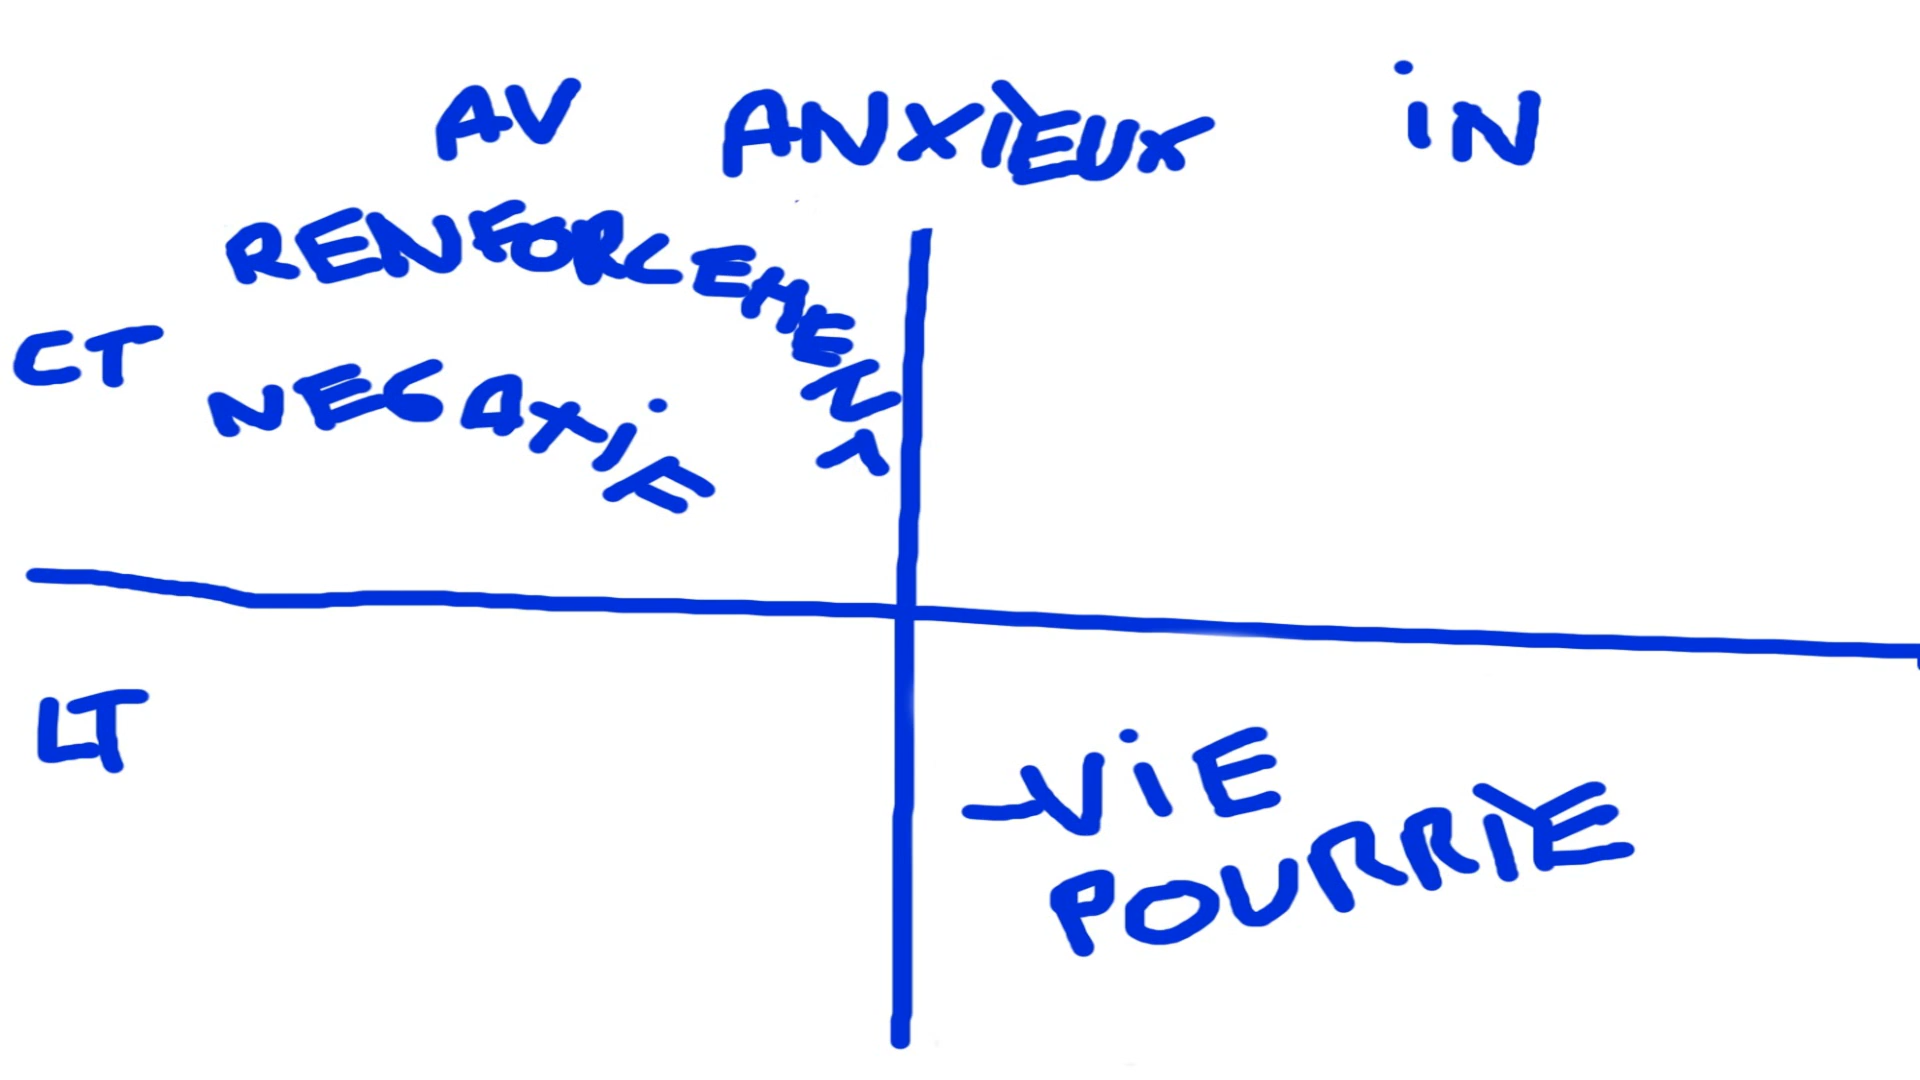 AV ANXIEUX iN
RENFORCEMENT
CT NEGATiF
LT
-ViE
POURRIE